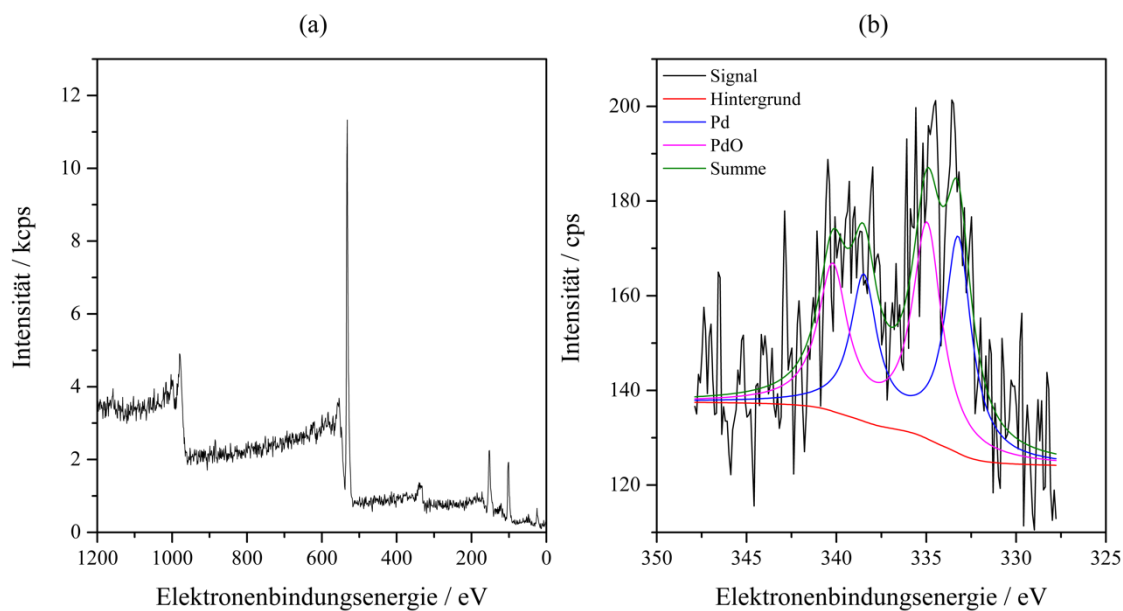 (a)
12
10
8
6
4
2
0
1200 1000 800 600 400 200 0
Intensität / kcps
Elektronenbindungsenergie / eV
(b)
Signal
Hintergrund
Pd
PdO
Summe
200
180
160
140
120
350 345 340 335 330 325
Intensität / cps
Elektronenbindungsenergie / eV